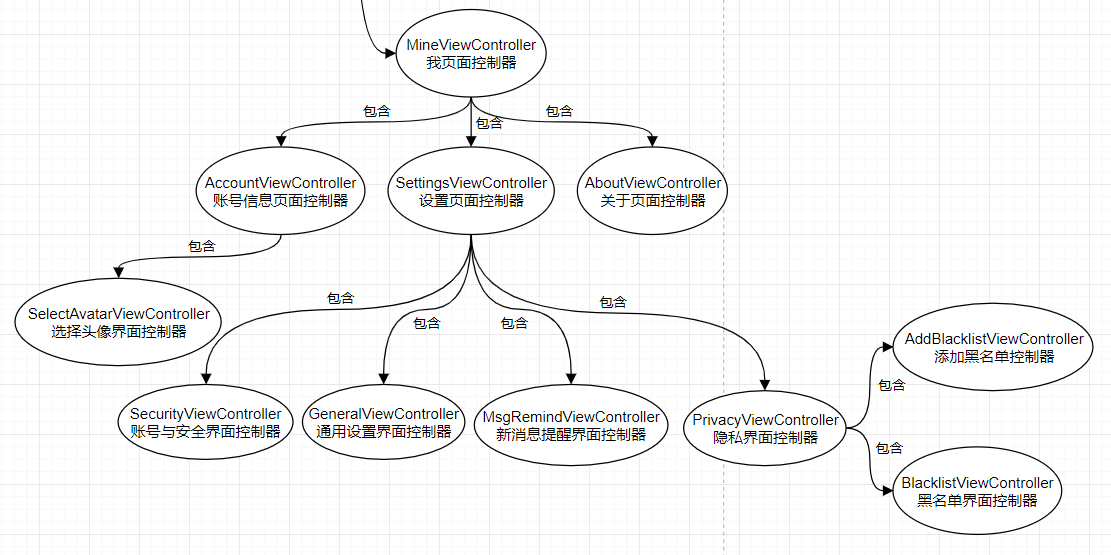 MineViewController
我页面控制器
包含
包含
包含
AccountViewController
账号信息页面控制器
SettingsViewController
设置页面控制器
AboutViewController
关于页面控制器
包含
SelectAvatarViewController
选择头像界面控制器
包含
包含
包含
包含
SecurityViewController
账号与安全界面控制器
GeneralViewController
通用设置界面控制器
MsgRemindViewController
新消息提醒界面控制器
PrivacyViewController
隐私界面控制器
包含
AddBlacklistViewController
添加黑名单控制器
包含
BlacklistViewController
黑名单界面控制器